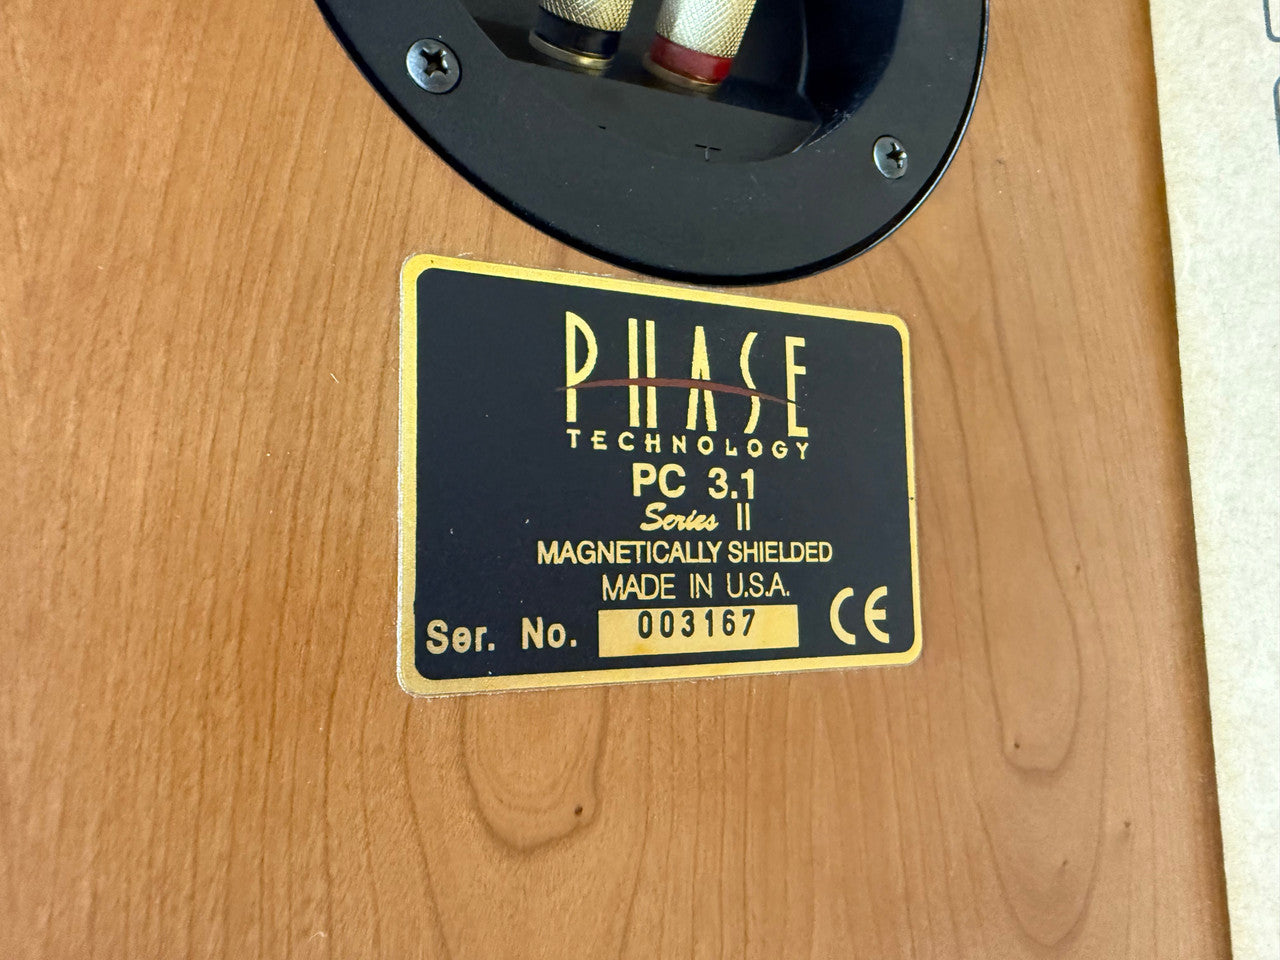 PHASE
TECHNOLOGY
PC 3.1
Series II
MAGNETICALLY SHIELDED
MADE IN U.S.A.
Ser. No. 003167 CE